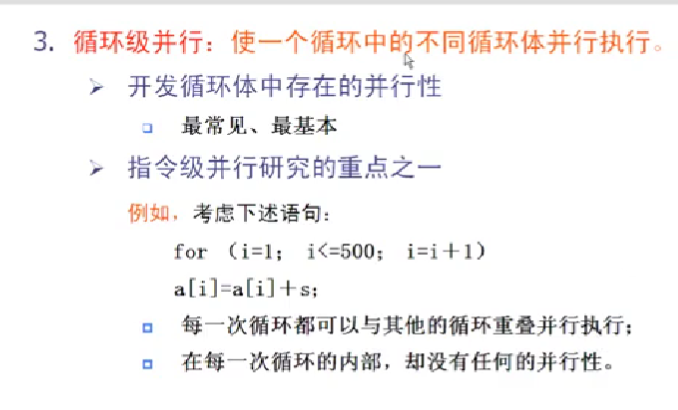 3. 循环级并行：使一个循环中的不同循环体并行执行。
➢ 开发循环体中存在的并行性
最常见、最基本
➢ 指令级并行研究的重点之一
例如，考虑下述语句：
for （i=1； i<=500； i=i＋1）
a[i]=a[i]＋s；
每一次循环都可以与其他的循环重叠并行执行；
在每一次循环的内部，却没有任何的并行性。